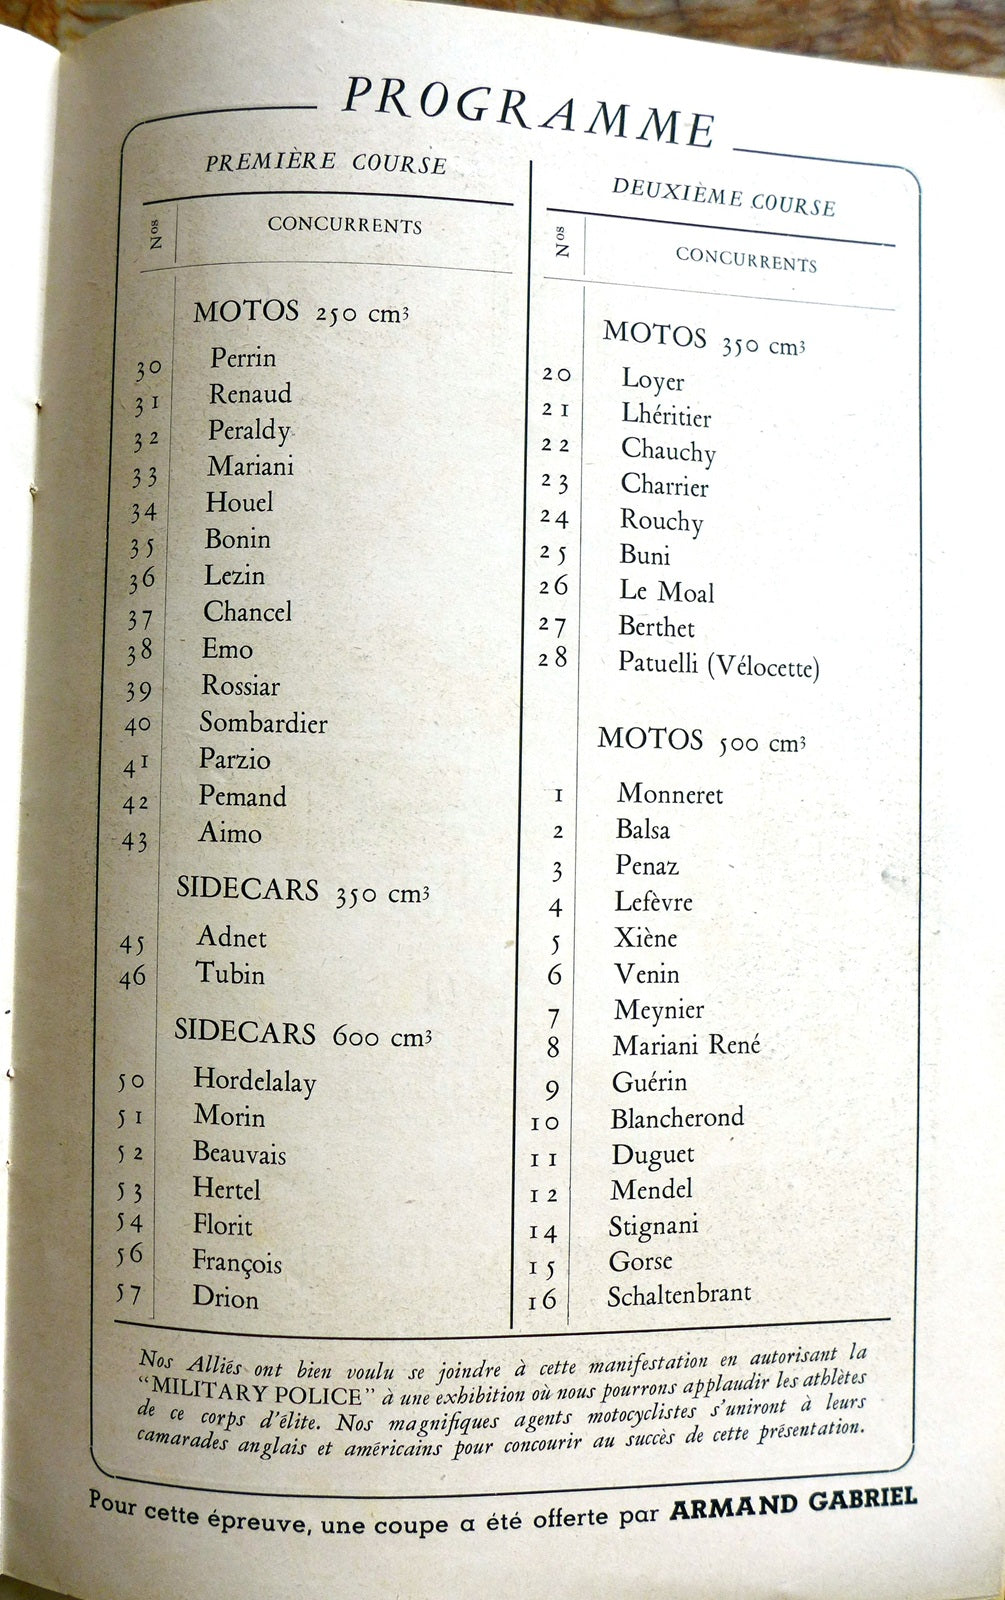 PROGRAMME
PREMIÈRE COURSE
Nos CONCURRENTS
MOTOS 250 cm³
30 Perrin
31 Renaud
32 Peraldy
33 Mariani
34 Houel
35 Bonin
36 Lezin
37 Chancel
38 Emo
39 Rossiar
40 Sombardier
41 Parzio
42 Pemand
43 Aimo
SIDECARS 350 cm³
45 Adnet
46 Tubin
SIDECARS 600 cm³
50 Hordelalay
51 Morin
52 Beauvais
53 Hertel
54 Florit
56 François
57 Drion
DEUXIÈME COURSE
Nos CONCURRENTS
MOTOS 350 cm³
20 Loyer
21 Lhéritier
22 Chauchy
23 Charrier
24 Rouchy
25 Buni
26 Le Moal
27 Berthet
28 Patuelli (Vélocette)
MOTOS 500 cm³
1 Monneret
2 Balsa
3 Penaz
4 Lefèvre
5 Xiène
6 Venin
7 Meynier
8 Mariani René
9 Guérin
10 Blancherond
11 Duguet
12 Mendel
14 Stignani
15 Gorse
16 Schaltenbrant
Nos Alliés ont bien voulu se joindre à cette manifestation en autorisant la
“MILITARY POLICE” à une exhibition où nous pourrons applaudir les athlètes
de ce corps d’élite. Nos magnifiques agents motocyclistes s’uniront à leurs
camarades anglais et américains pour concourir au succès de cette présentation.
Pour cette épreuve, une coupe a été offerte par ARMAND GABRIEL